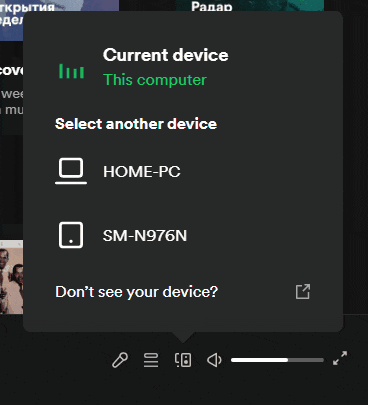 ткрытия
едел
Радар
Current device
This computer
Select another device
HOME-PC
SM-N976N
Don’t see your device?
cove
wee
mu